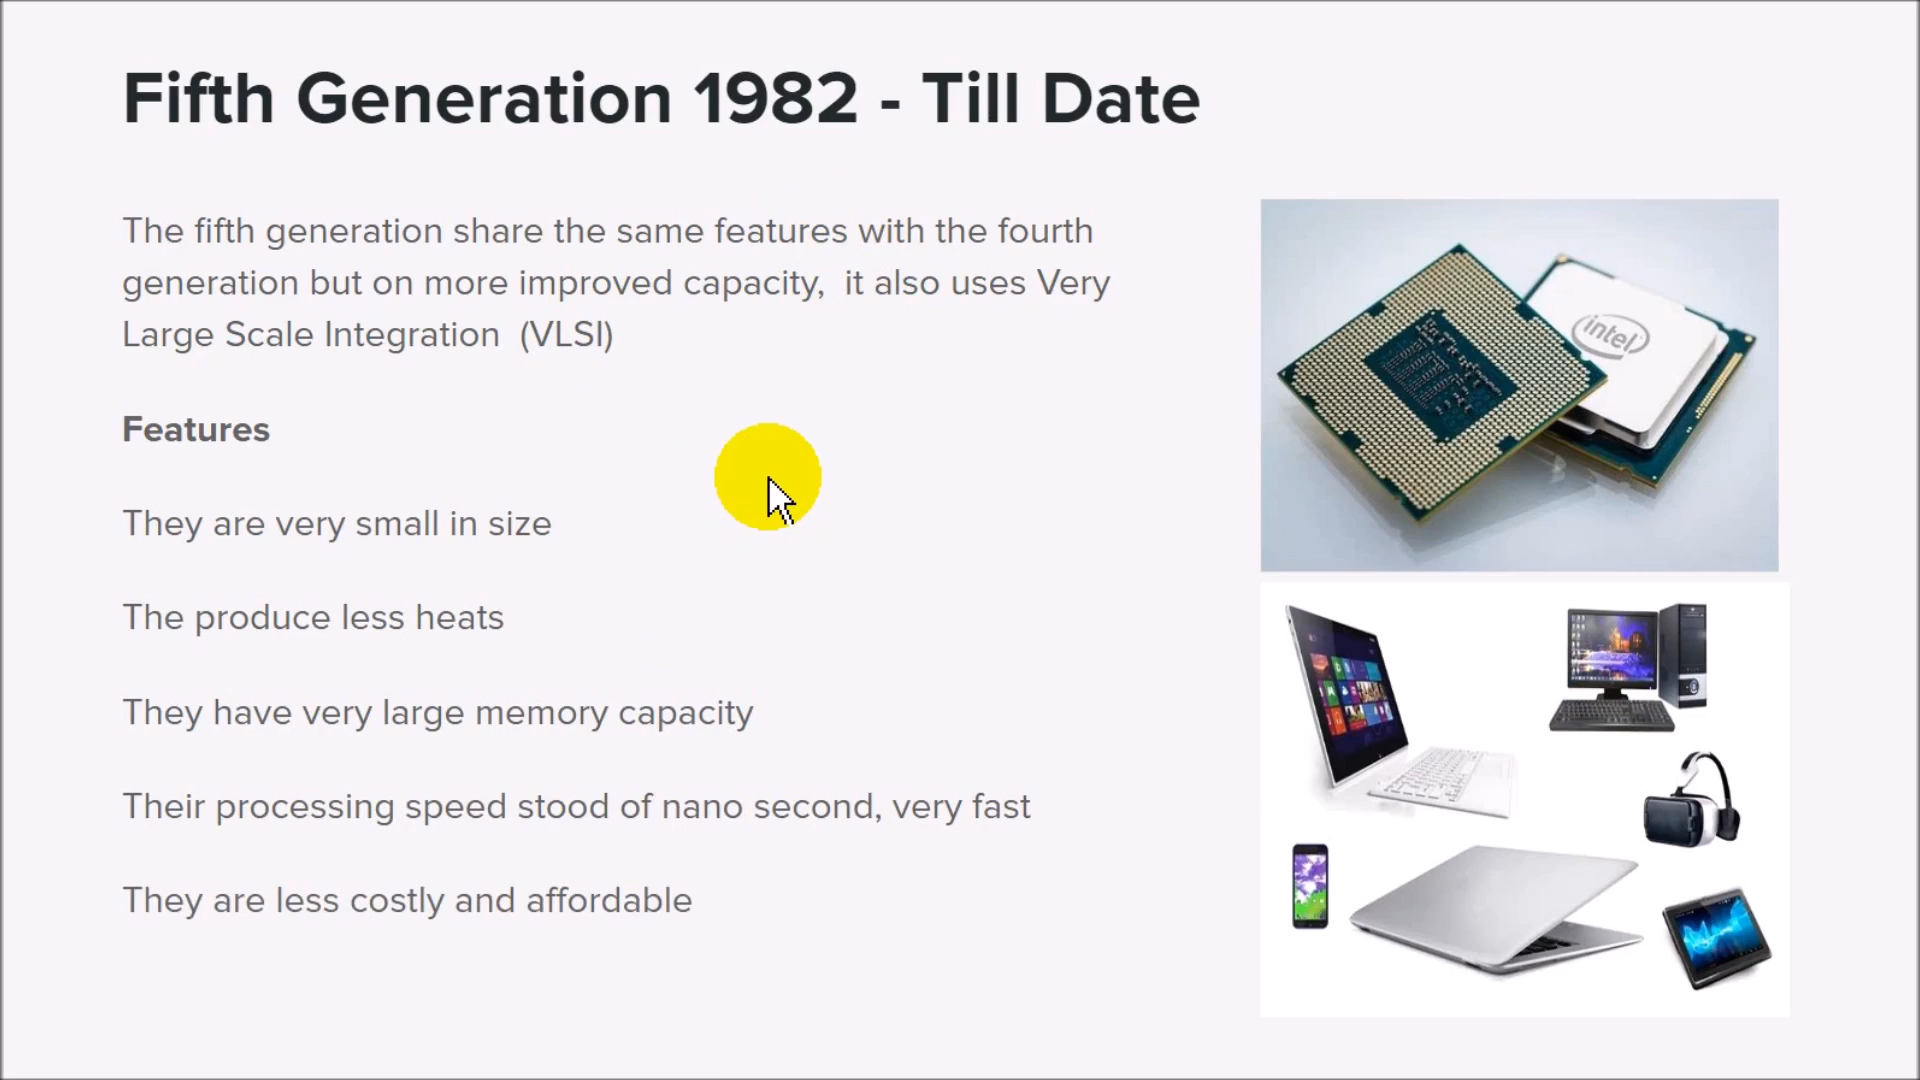 Fifth Generation 1982 - Till Date
The fifth generation share the same features with the fourth
generation but on more improved capacity,  it also uses Very
Large Scale Integration  (VLSI)
Features
They are very small in size
The produce less heats
They have very large memory capacity
Their processing speed stood of nano second, very fast
They are less costly and affordable
intel